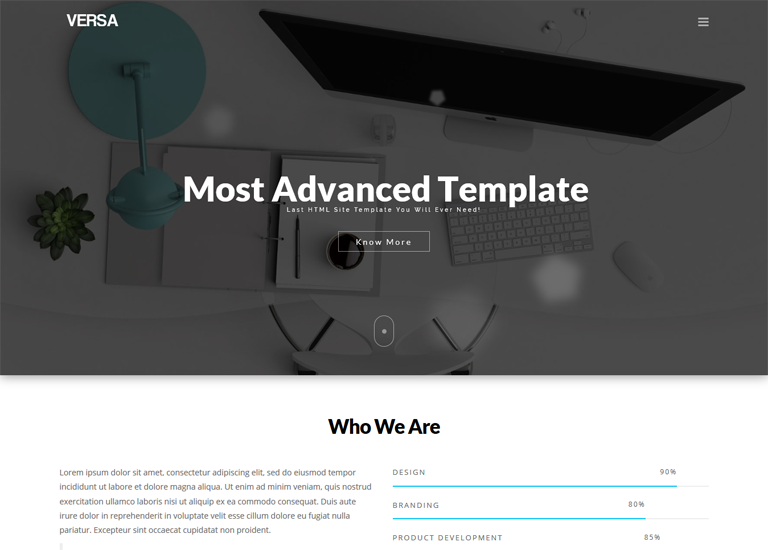 VERSA
Most Advanced Template
Last HTML Site Template You Will Ever Need!
Know More
Who We Are
Lorem ipsum dolor sit amet, consectetur adipiscing elit, sed do eiusmod tempor
incididunt ut labore et dolore magna aliqua. Ut enim ad minim veniam, quis nostrud
exercitation ullamco laboris nisi ut aliquip ex ea commodo consequat. Duis aute
irure dolor in reprehenderit in voluptate velit esse cillum dolore eu fugiat nulla
pariatur. Excepteur sint occaecat cupidatat non proident.
DESIGN 90%
BRANDING 80%
PRODUCT DEVELOPMENT 85%